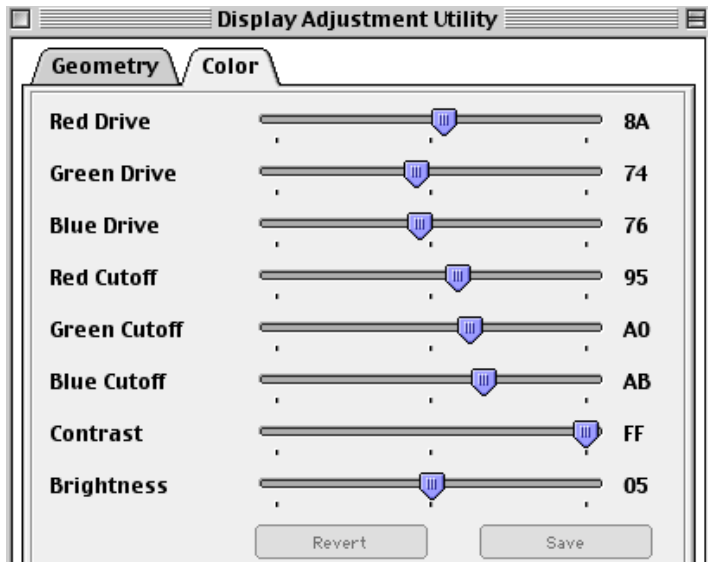 Display Adjustment Utility
Geometry Color
Red Drive 8A
Green Drive 74
Blue Drive 76
Red Cutoff 95
Green Cutoff A0
Blue Cutoff AB
Contrast FF
Brightness 05
Revert Save